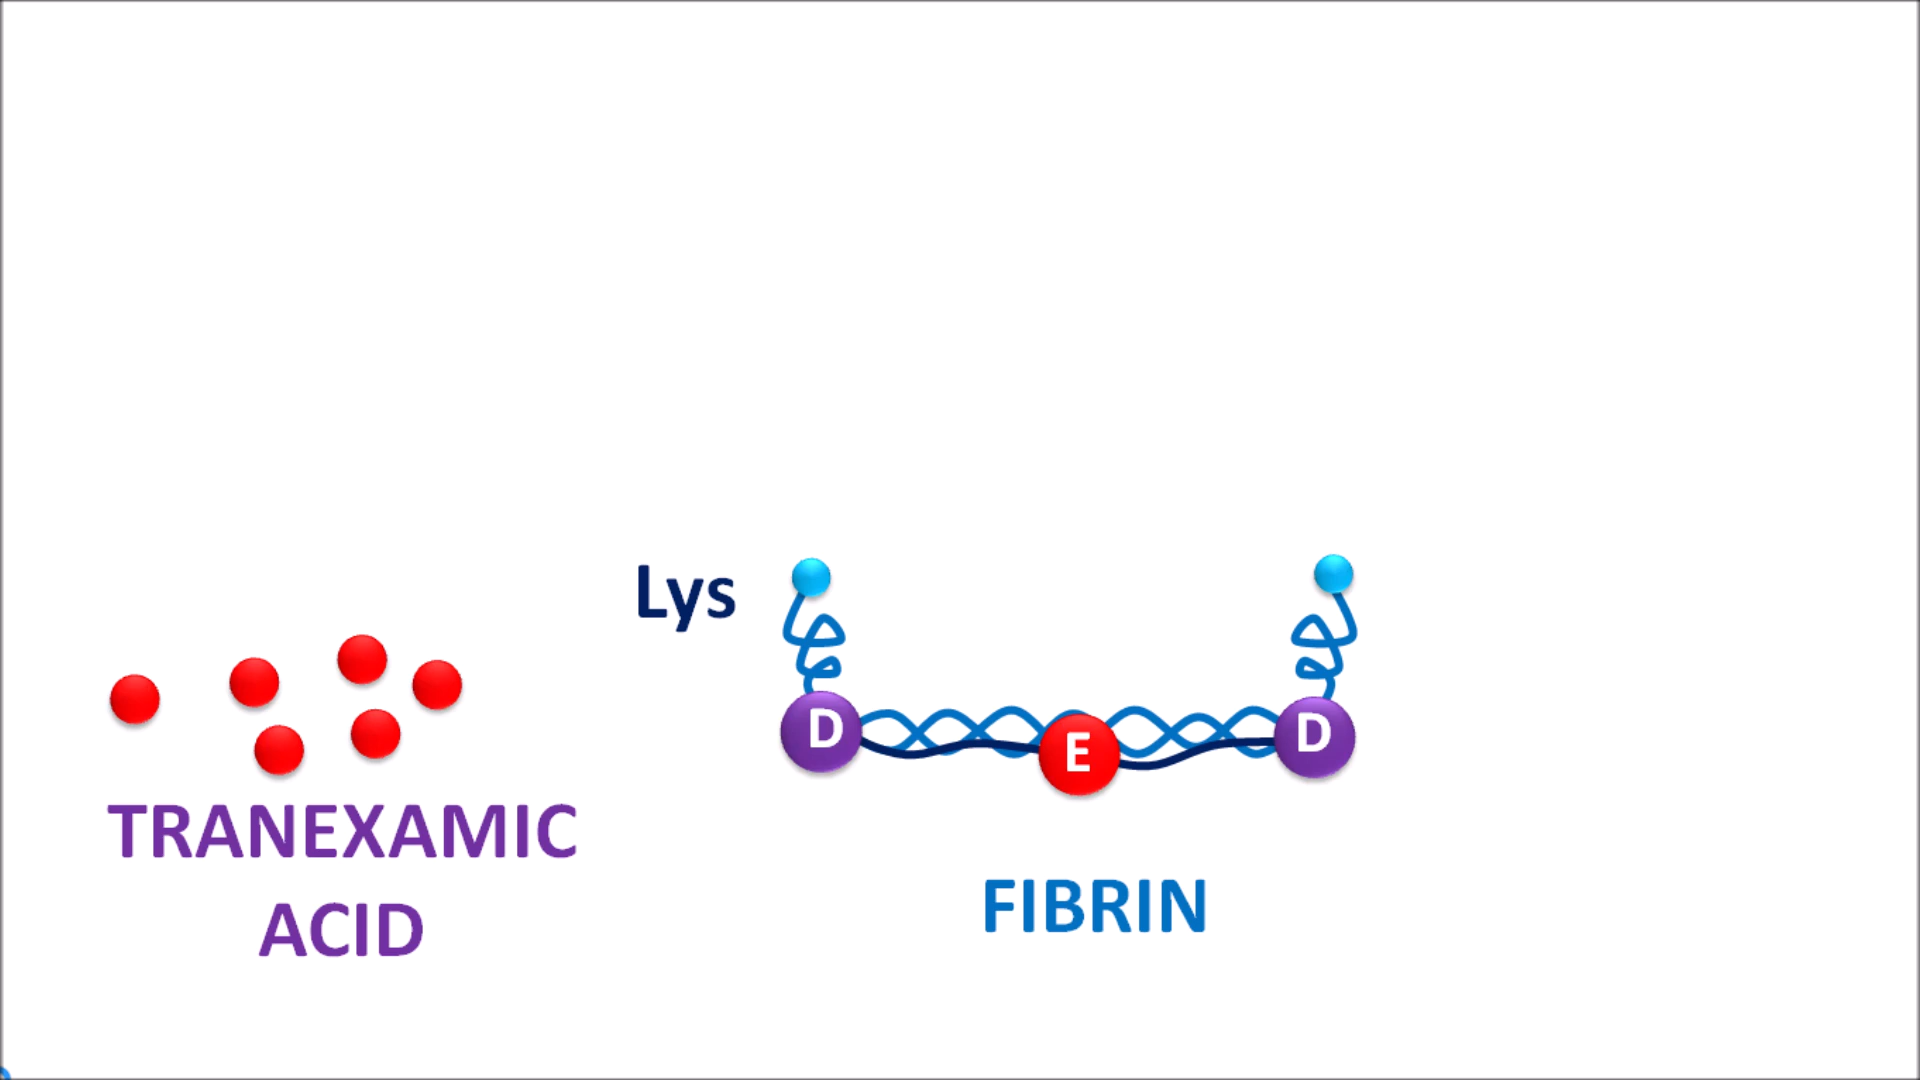 Lys
D
E
D
TRANEXAMIC
ACID
FIBRIN